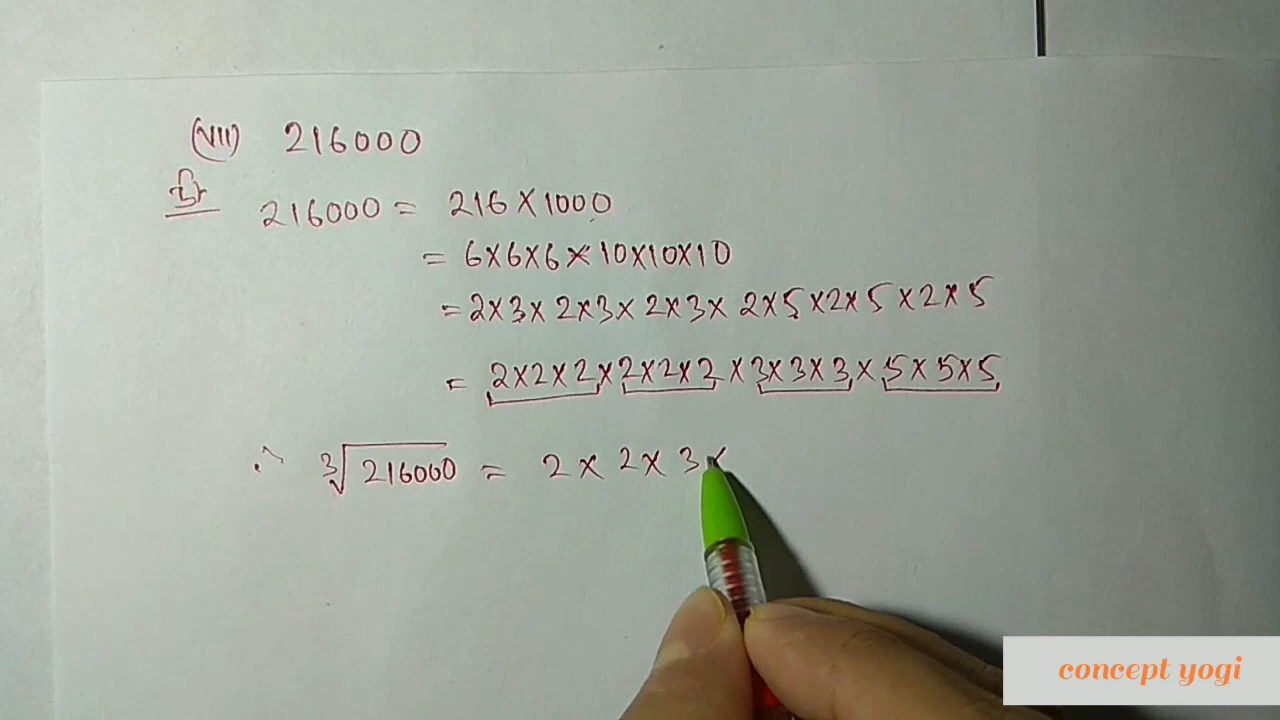 (VII) 216000
216000 = 216 × 1000
= 6×6×6×10×10×10
= 2×3× 2×3× 2×3× 2×5×2×5×2×5
= 2×2×2×2×2×2×3×3×3×5×5×5
∴ ∛216000 = 2× 2× 3×
concept yogi